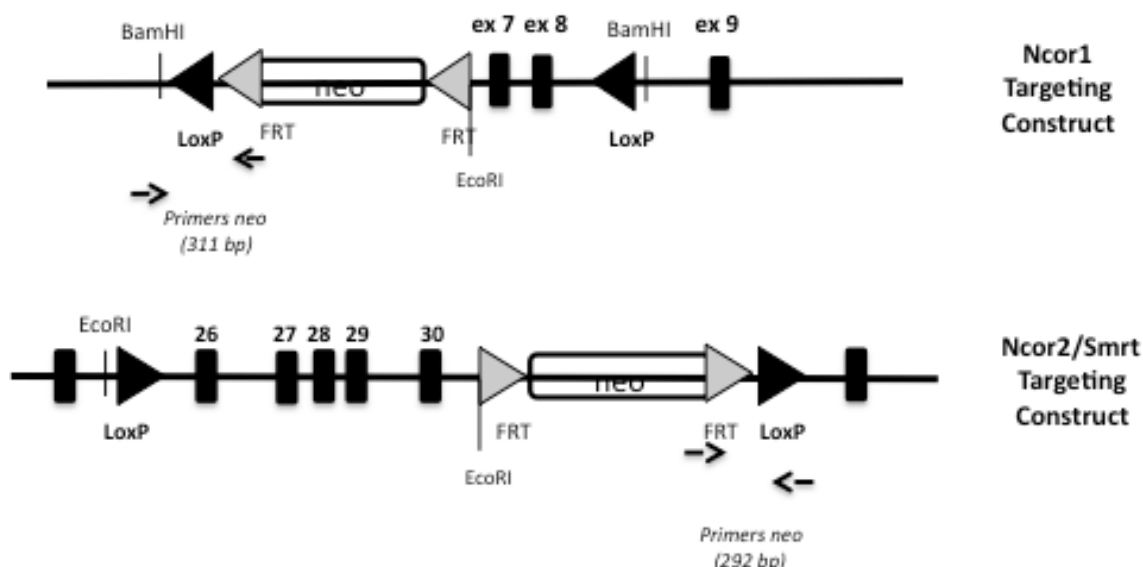 BamHI
ex 7 ex 8
BamHI
ex 9
neo
LoxP
FRT
FRT
EcoRI
LoxP
Primers neo
(311 bp)
Ncor1
Targeting
Construct
EcoRI
26
27
28
29
30
neo
LoxP
FRT
EcoRI
FRT
LoxP
Primers neo
(292 bp)
Ncor2/Smrt
Targeting
Construct